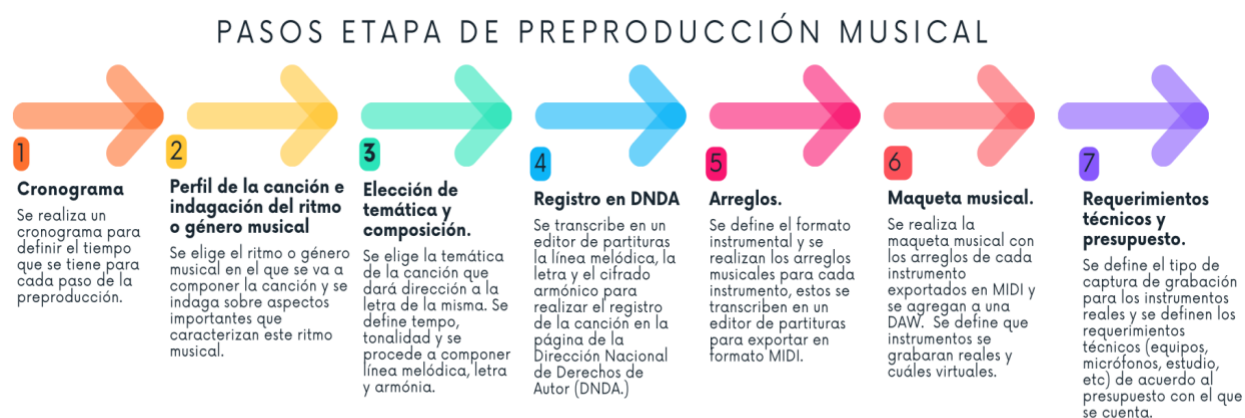 PASOS ETAPA DE PREPRODUCCIÓN MUSICAL
1
Cronograma
Se realiza un
cronograma para
definir el tiempo
que se tiene para
cada paso de la
preproducción.
2
Perfil de la canción e
indagación del ritmo
o género musical
Se elige el ritmo o género
musical en el que se va a
componer la canción y se
indaga sobre aspectos
importantes que
caracterizan este ritmo
musical.
3
Elección de
temática y
composición.
Se elige la temática
de la canción que
dará dirección a la
letra de la misma. Se
define tempo,
tonalidad y se
procede a componer
línea melódica, letra
y armónia.
4
Registro en DNDA
Se transcribe en un
editor de partituras
la línea melódica, la
letra y el cifrado
armónico para
realizar el registro
de la canción en la
página de la
Dirección Nacional
de Derechos de
Autor (DNDA.)
5
Arreglos.
Se define el formato
instrumental y se
realizan los arreglos
musicales para cada
instrumento, estos se
transcriben en un
editor de partituras
para exportar en
formato MIDI.
6
Maqueta musical.
Se realiza la
maqueta musical con
los arreglos de cada
instrumento
exportados en MIDI y
se agregan a una
DAW. Se define que
instrumentos se
grabaran reales y
cuáles virtuales.
7
Requerimientos
técnicos y
presupuesto.
Se define el tipo de
captura de grabación
para los instrumentos
reales y se definen los
requerimientos
técnicos (equipos,
micrófonos, estudio,
etc) de acuerdo al
presupuesto con el que
se cuenta.